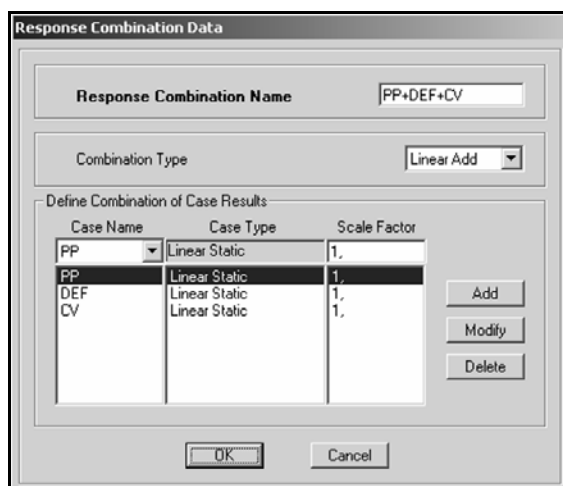 Response Combination Data
Response Combination Name PP+DEF+CV
Combination Type Linear Add
Define Combination of Case Results
Case Name Case Type Scale Factor
PP Linear Static 1,
PP Linear Static 1,
DEF Linear Static 1,
CV Linear Static 1,
Add
Modify
Delete
OK Cancel